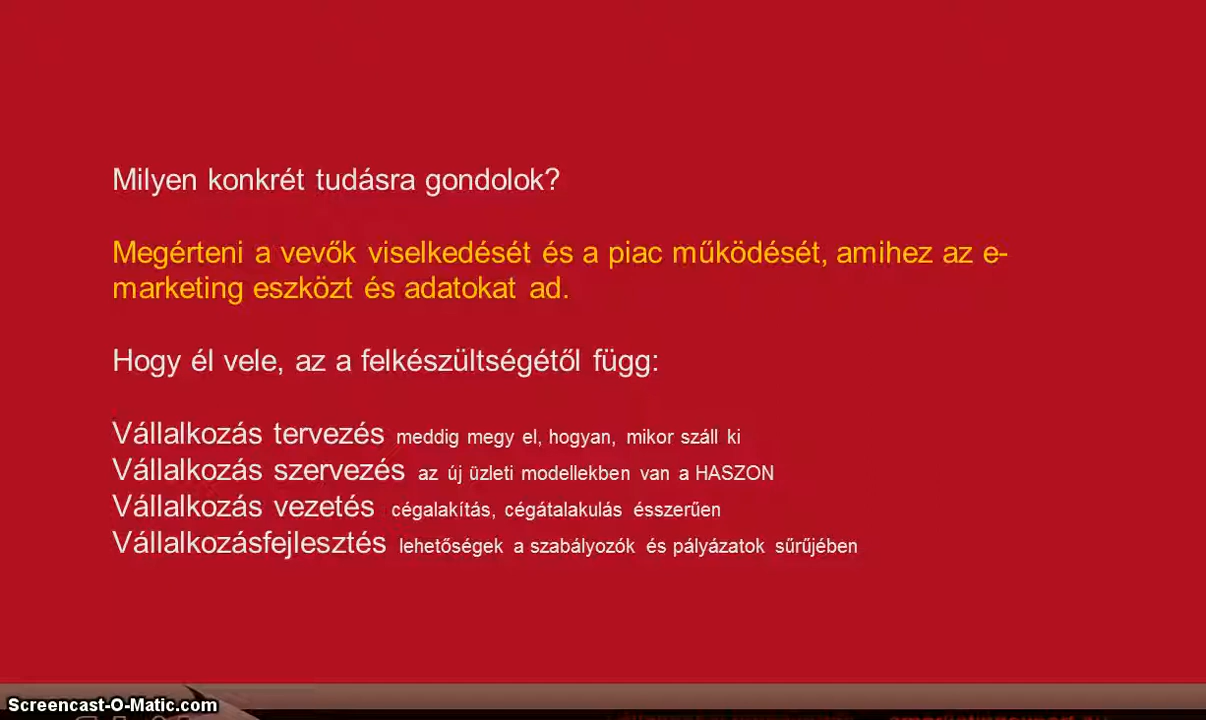 Milyen konkrét tudásra gondolok?
Megérteni a vevők viselkedését és a piac működését, amihez az e-
marketing eszközt és adatokat ad.
Hogy él vele, az a felkészültségétől függ:
Vállalkozás tervezés meddig megy el, hogyan, mikor száll ki
Vállalkozás szervezés az új üzleti modellekben van a HASZON
Vállalkozás vezetés cégalakítás, cégátalakulás ésszerűen
Vállalkozásfejlesztés lehetőségek a szabályozók és pályázatok sűrűjében
Screencast-O-Matic.com